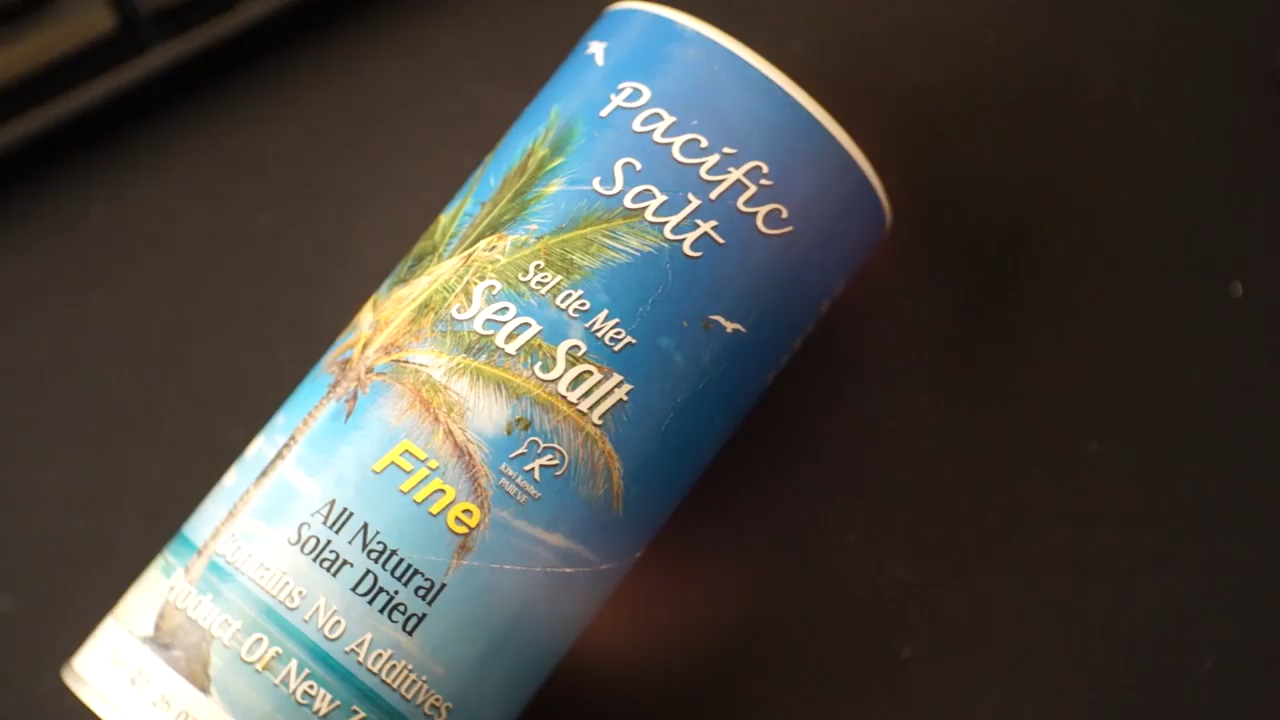 Pacific
Salt
Sel de Mer
Sea Salt
Kiwi Kosher
PAREVE
Fine
All Natural
Solar Dried
Contains No Additives
Product Of New Z